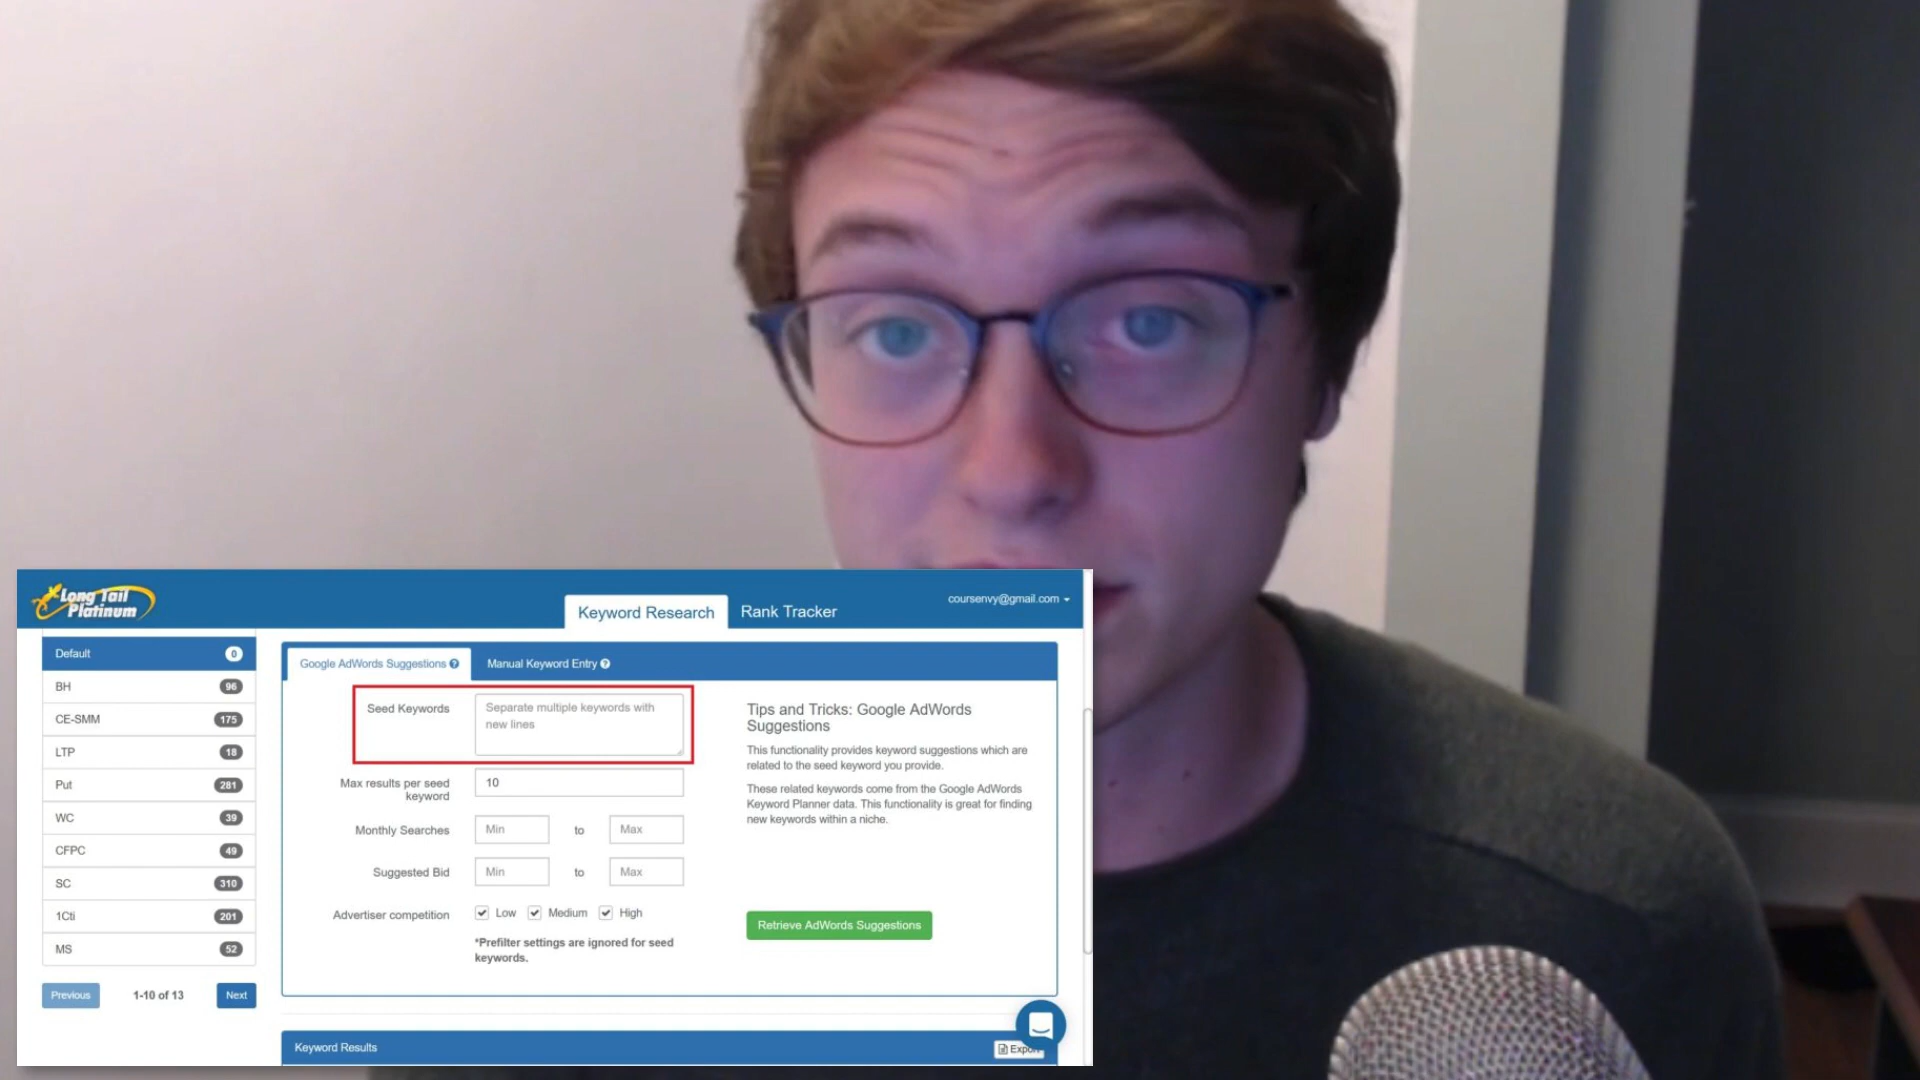 Long Tail
Platinum
Keyword Research
Rank Tracker
coursenvy@gmail.com
Default 0
BH 96
CE-SMM 175
LTP 18
Put 281
WC 39
CFPC 49
SC 310
1Cti 201
MS 52
Previous 1-10 of 13 Next
Google AdWords Suggestions ?
Manual Keyword Entry ?
Seed Keywords
Separate multiple keywords with
new lines
Max results per seed
keyword
10
Monthly Searches Min to Max
Suggested Bid Min to Max
Advertiser competition Low Medium High
*Prefilter settings are ignored for seed
keywords.
Tips and Tricks: Google AdWords
Suggestions
This functionality provides keyword suggestions which are
related to the seed keyword you provide.
These related keywords come from the Google AdWords
Keyword Planner data. This functionality is great for finding
new keywords within a niche.
Retrieve AdWords Suggestions
Keyword Results